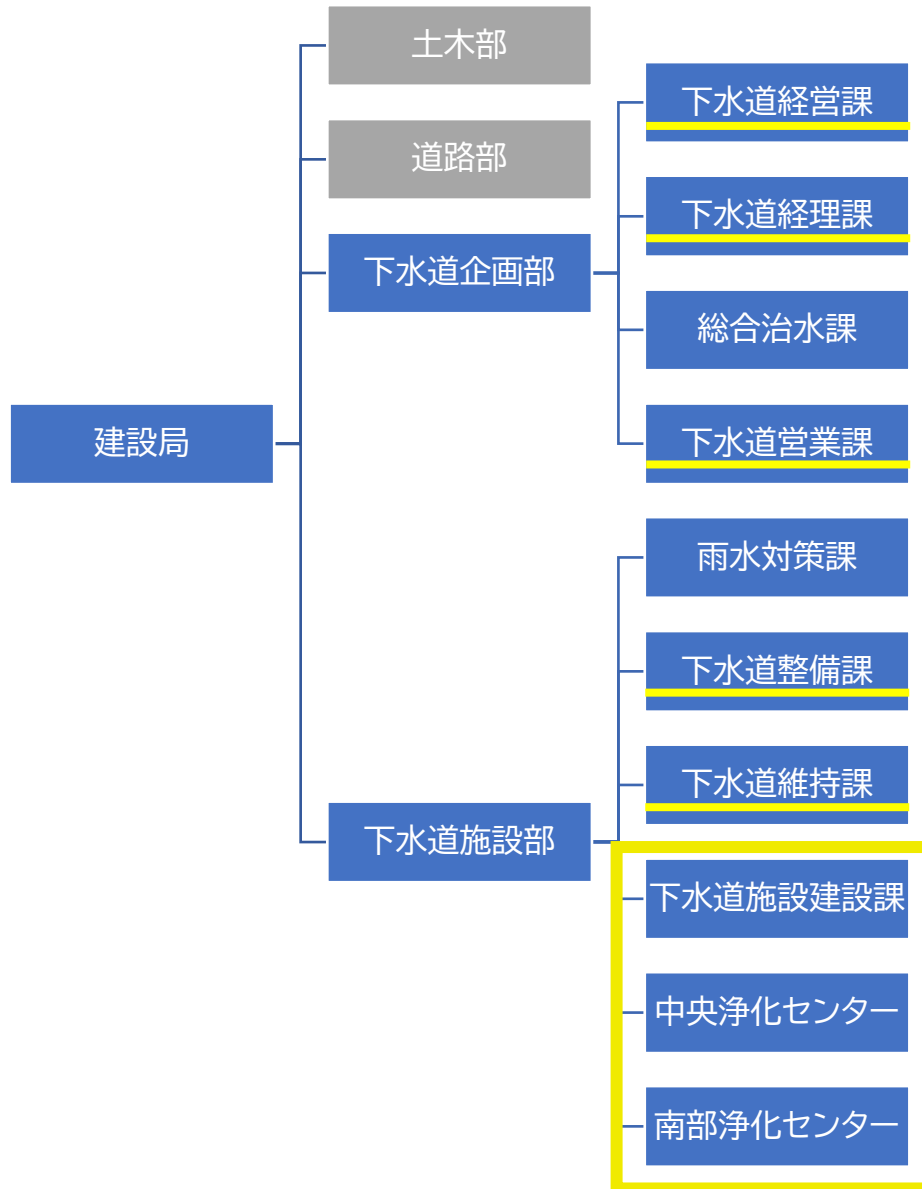 土木部
道路部
下水道企画部
建設局
下水道施設部
下水道経営課
下水道経理課
総合治水課
下水道営業課
雨水対策課
下水道整備課
下水道維持課
下水道施設建設課
中央浄化センター
南部浄化センター